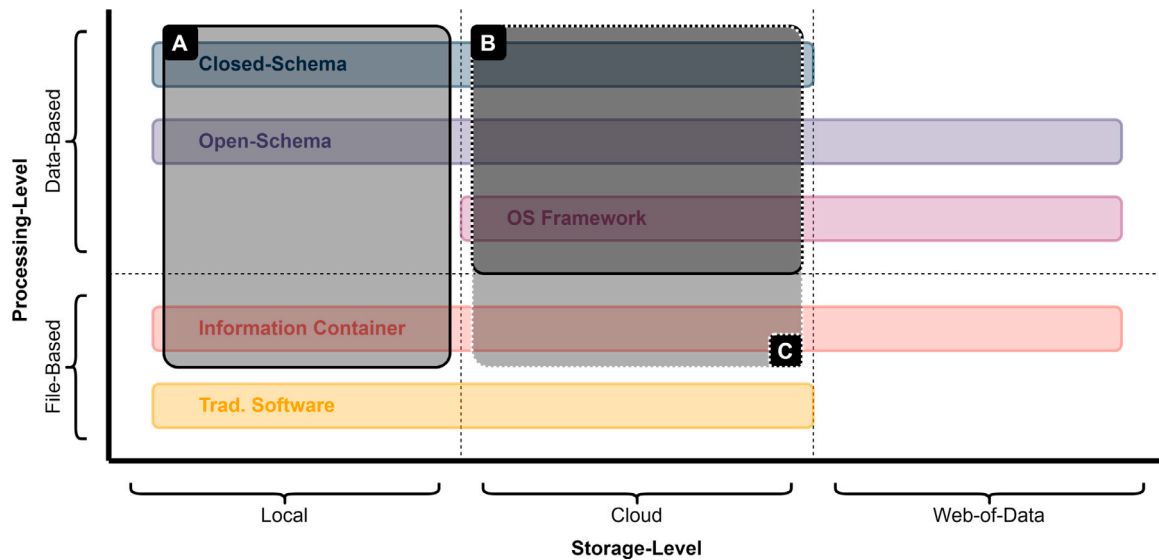 A
B
Closed-Schema
Open-Schema
OS Framework
Information Container
C
Trad. Software
Processing-Level
Data-Based
File-Based
Local
Cloud
Web-of-Data
Storage-Level